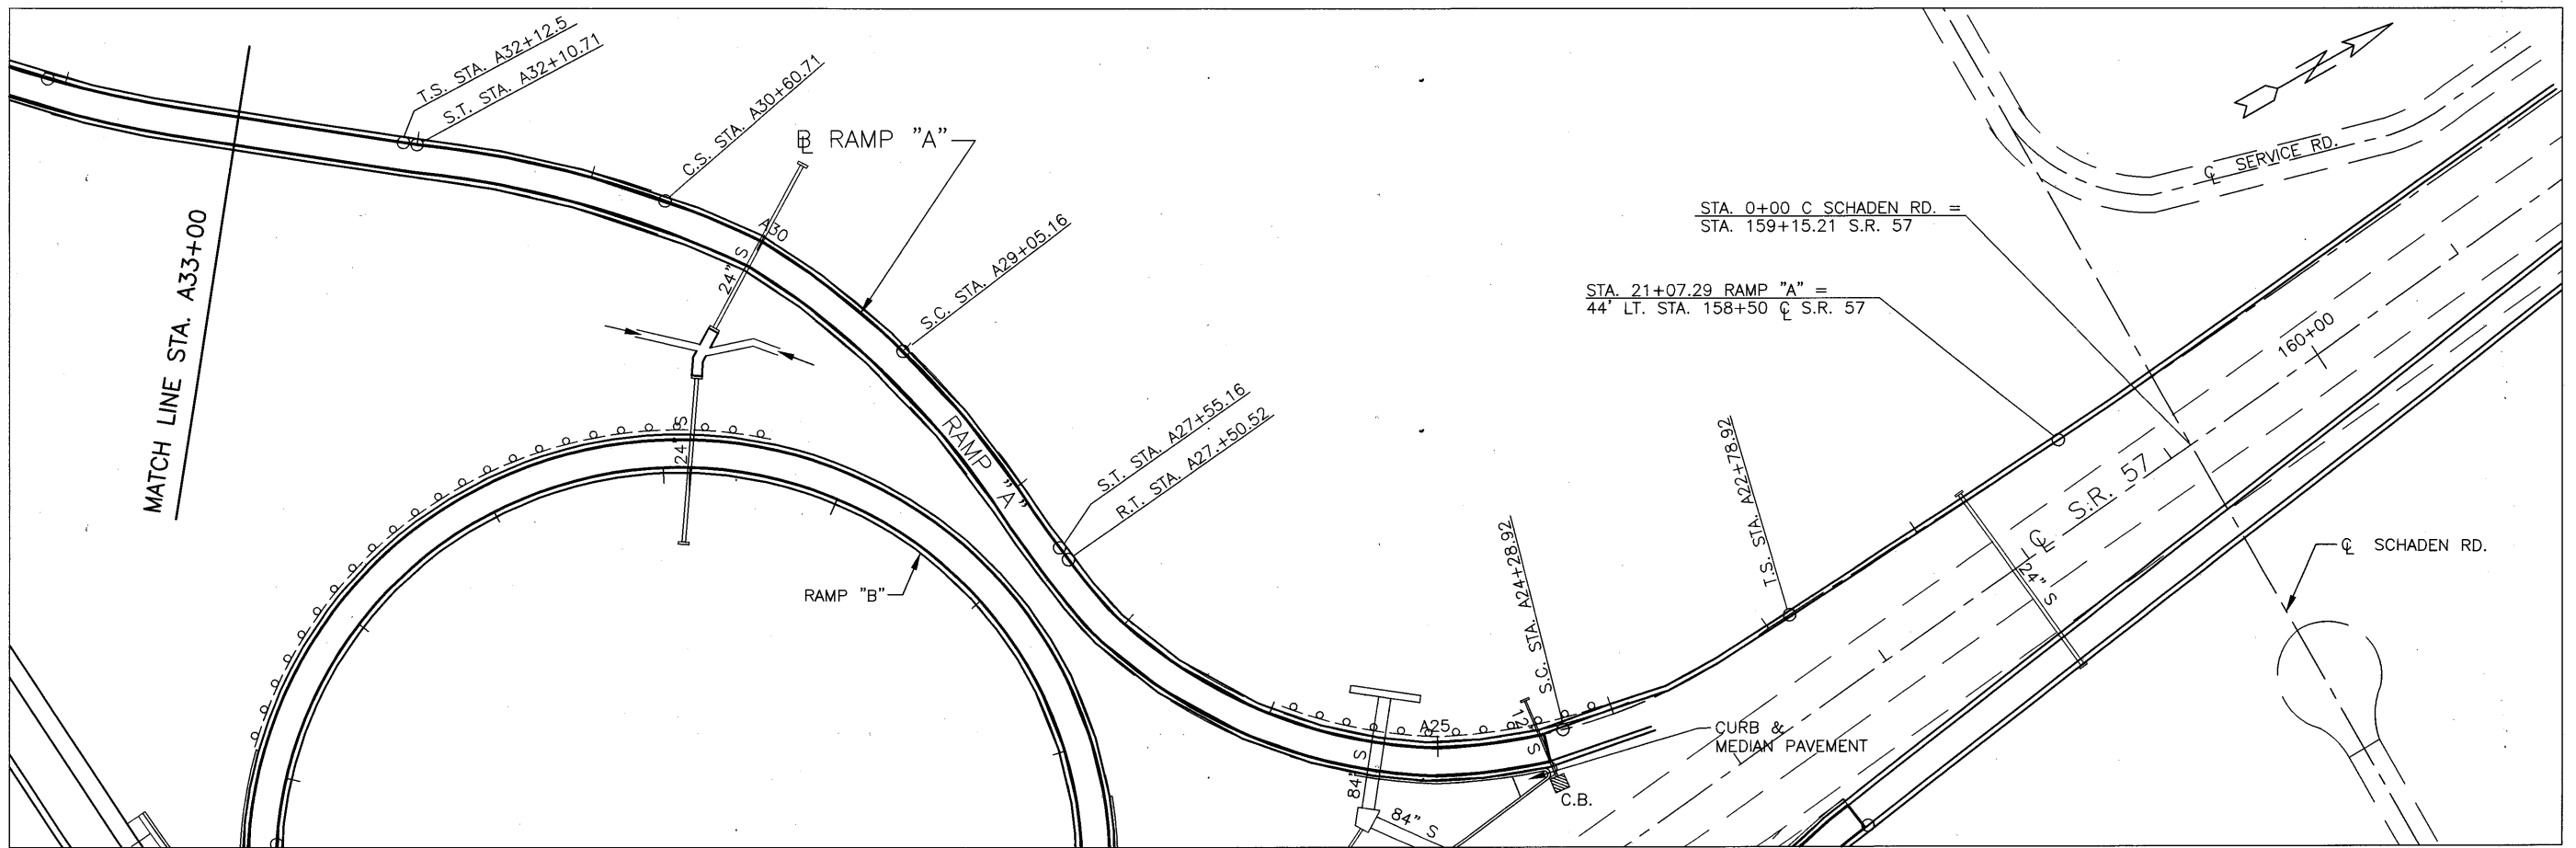 T.S. STA. A32+12.5
S.T. STA. A32+10.71
C.S. STA. A30+60.71
B͟L RAMP "A"
A30
24" S
S.C. STA. A29+05.16
MATCH LINE STA. A33+00
24" S
RAMP "A"
S.T. STA. A27+55.16
R.T. STA. A27.+50.52
RAMP "B"
S.C. STA. A24+28.92
T.S. STA. A22+78.92
N
℄ SERVICE RD.
STA. 0+00 C SCHADEN RD. =
STA. 159+15.21 S.R. 57
STA. 21+07.29 RAMP "A" =
44' LT. STA. 158+50 ℄ S.R. 57
160+00
℄ S.R. 57
24" S
℄ SCHADEN RD.
A25
12" S
84" S
84" S
CURB &
MEDIAN PAVEMENT
C.B.